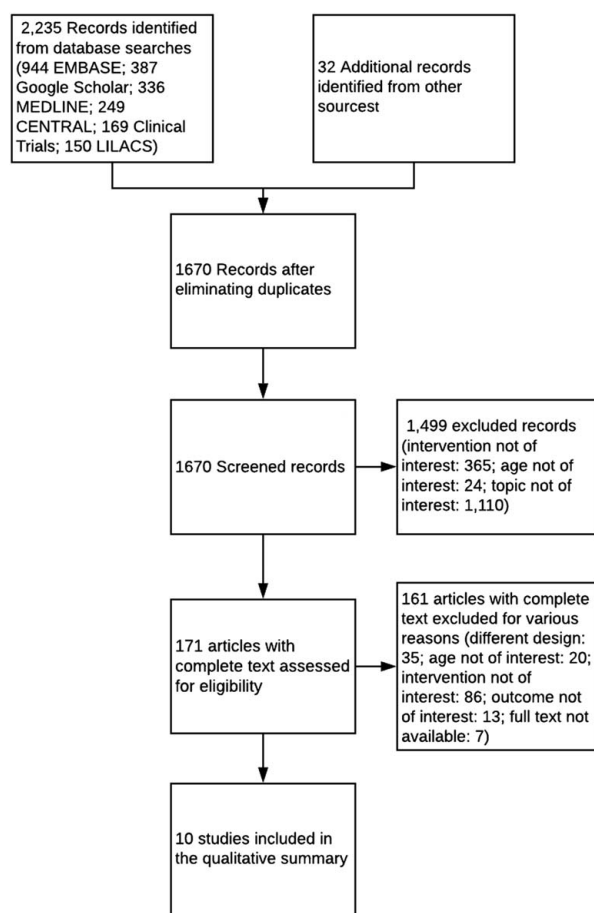 2,235 Records identified
from database searches
(944 EMBASE; 387
Google Scholar; 336
MEDLINE; 249
CENTRAL; 169 Clinical
Trials; 150 LILACS)
32 Additional records
identified from other
sourcest
1670 Records after
eliminating duplicates
1670 Screened records
1,499 excluded records
(intervention not of
interest: 365; age not of
interest: 24; topic not of
interest: 1,110)
171 articles with
complete text assessed
for eligibility
161 articles with complete
text excluded for various
reasons (different design:
35; age not of interest: 20;
intervention not of
interest: 86; outcome not
of interest: 13; full text not
available: 7)
10 studies included in
the qualitative summary